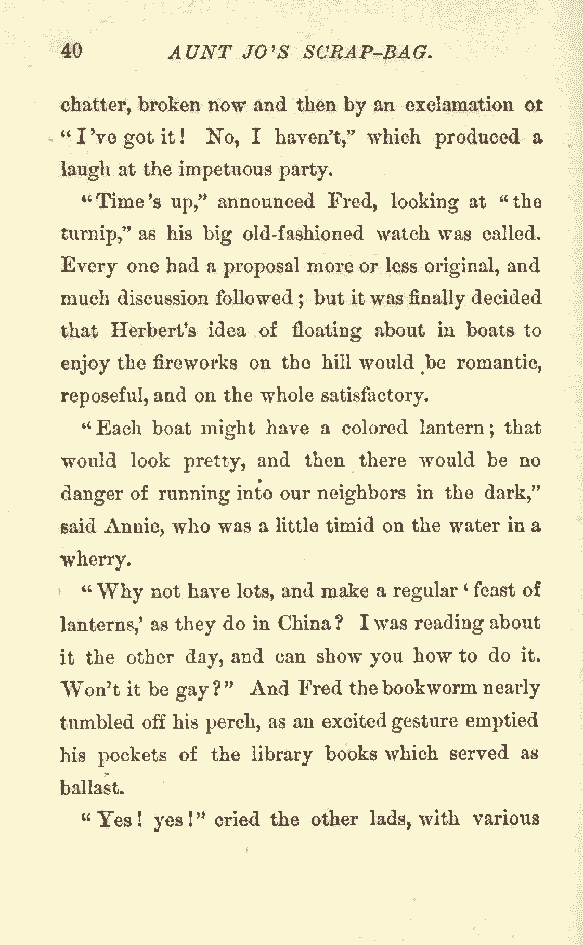 40 AUNT JO'S SCRAP-BAG.
chatter, broken now and then by an exclamation of
"I've got it! No, I haven't," which produced a
laugh at the impetuous party.
"Time's up," announced Fred, looking at "the
turnip," as his big old-fashioned watch was called.
Every one had a proposal more or less original, and
much discussion followed; but it was finally decided
that Herbert's idea of floating about in boats to
enjoy the fireworks on the hill would be romantic,
reposeful, and on the whole satisfactory.
"Each boat might have a colored lantern; that
would look pretty, and then there would be no
danger of running into our neighbors in the dark,"
said Annie, who was a little timid on the water in a
wherry.
"Why not have lots, and make a regular 'feast of
lanterns,' as they do in China? I was reading about
it the other day, and can show you how to do it.
Won't it be gay?" And Fred the bookworm nearly
tumbled off his perch, as an excited gesture emptied
his pockets of the library books which served as
ballast.
"Yes! yes!" cried the other lads, with various